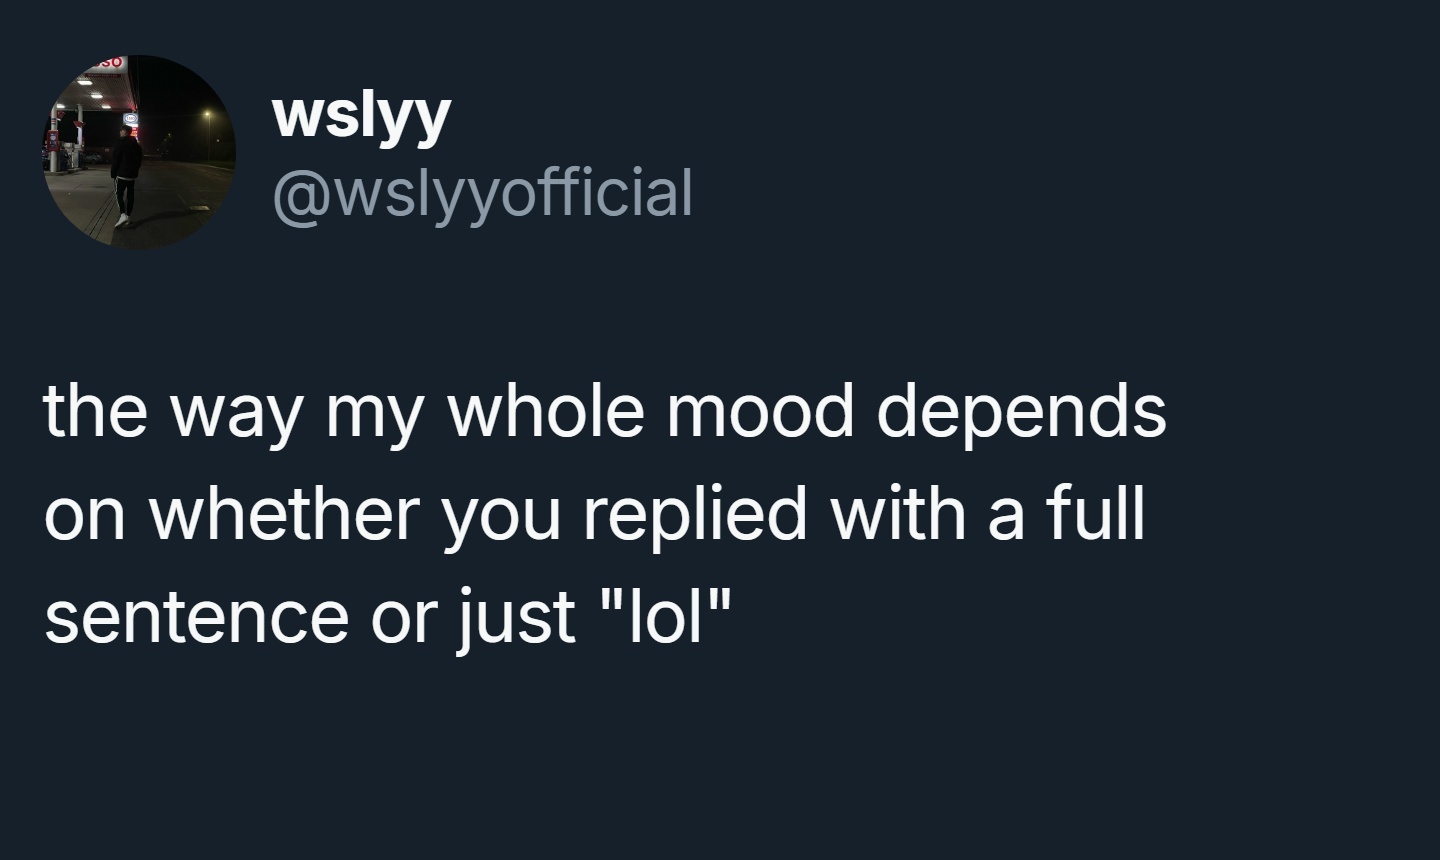 wslyy
@wslyyofficial
the way my whole mood depends
on whether you replied with a full
sentence or just "lol"